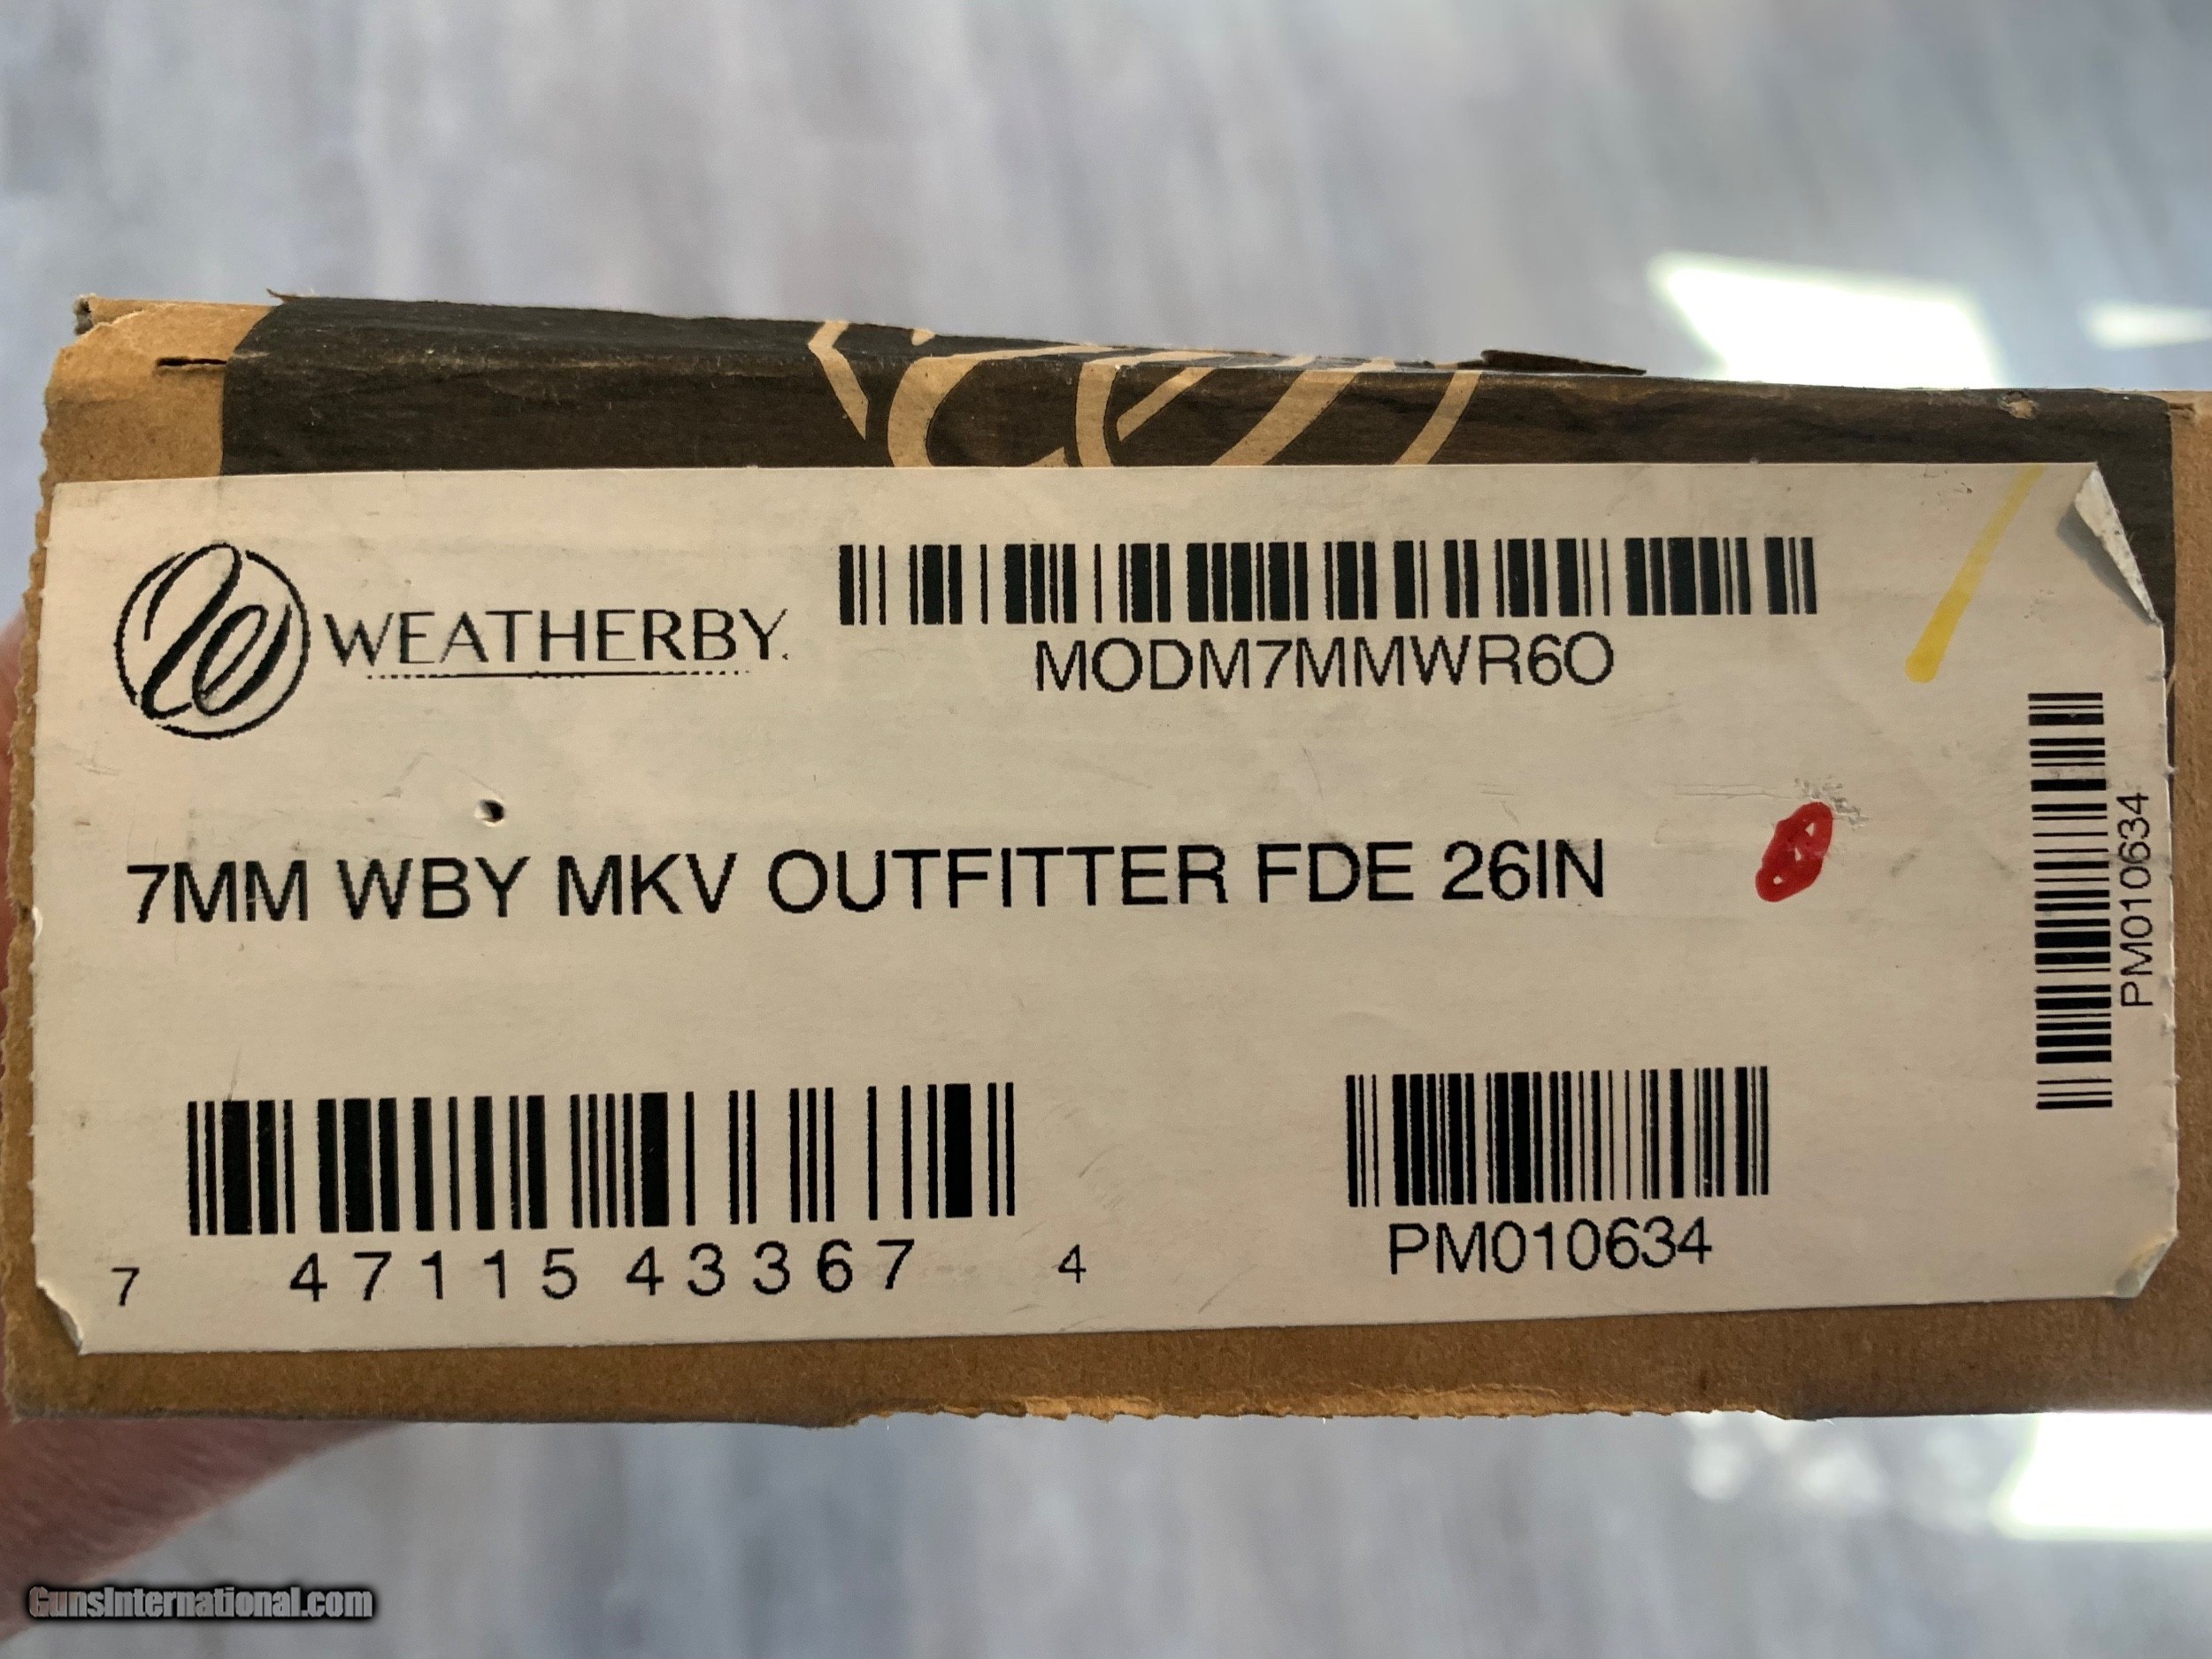 WEATHERBY.
MODM7MMWR6O
7MM WBY MKV OUTFITTER FDE 26IN
PM010634
7 47115 43367 4
PM010634
GunsInternational.com